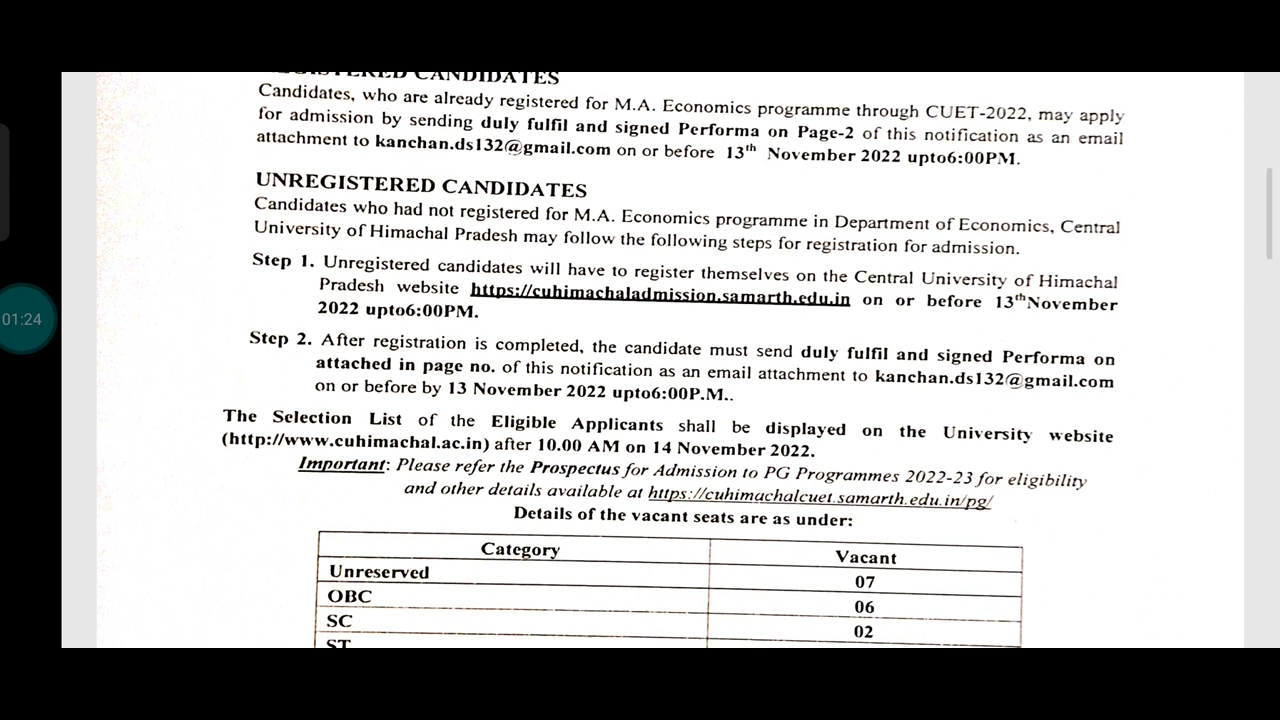 REGISTERED CANDIDATES
Candidates, who are already registered for M.A. Economics programme through CUET-2022, may apply
for admission by sending duly fulfil and signed Performa on Page-2 of this notification as an email
attachment to kanchan.ds132@gmail.com on or before 13th November 2022 upto6:00PM.
UNREGISTERED CANDIDATES
Candidates who had not registered for M.A. Economics programme in Department of Economics, Central
University of Himachal Pradesh may follow the following steps for registration for admission.
Step 1. Unregistered candidates will have to register themselves on the Central University of Himachal
Pradesh website https://cuhimachaladmission.samarth.edu.in on or before 13thNovember
2022 upto6:00PM.
01:24
Step 2. After registration is completed, the candidate must send duly fulfil and signed Performa on
attached in page no. of this notification as an email attachment to kanchan.ds132@gmail.com
on or before by 13 November 2022 upto6:00P.M..
The Selection List of the Eligible Applicants shall be displayed on the University website
(http://www.cuhimachal.ac.in) after 10.00 AM on 14 November 2022.
Important: Please refer the Prospectus for Admission to PG Programmes 2022-23 for eligibility
and other details available at https://cuhimachalcuet.samarth.edu.in/pg/
Details of the vacant seats are as under:
Category Vacant
Unreserved 07
OBC 06
SC 02
ST